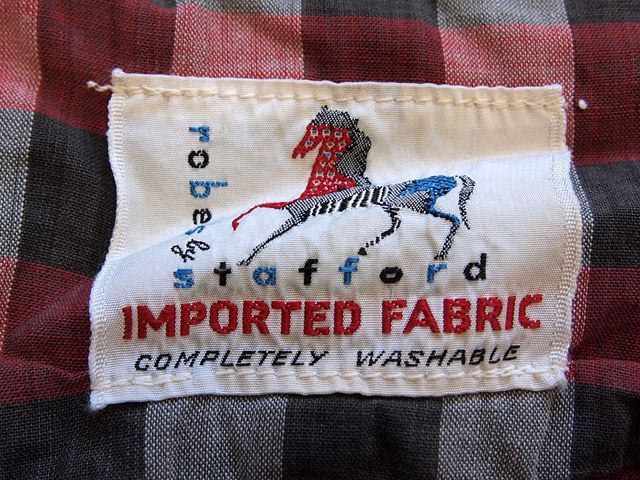 robes by
stafford
IMPORTED FABRIC
COMPLETELY WASHABLE